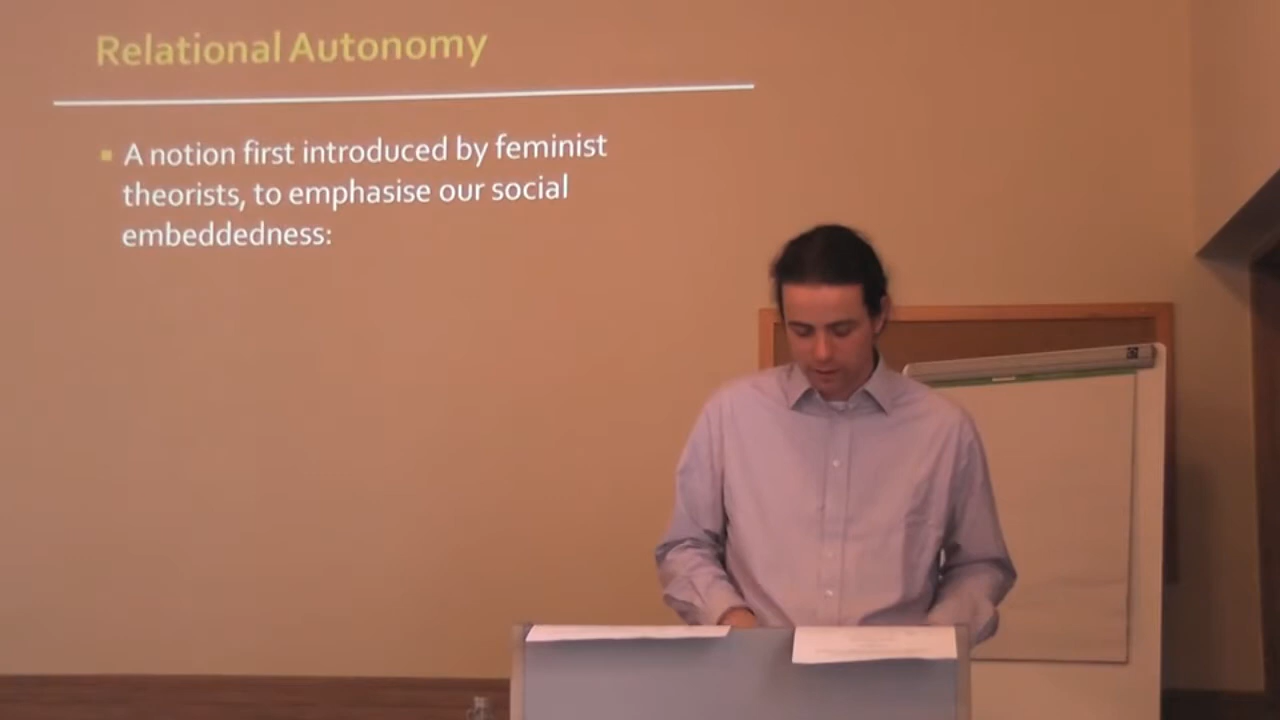 Relational Autonomy
A notion first introduced by feminist
theorists, to emphasise our social
embeddedness: